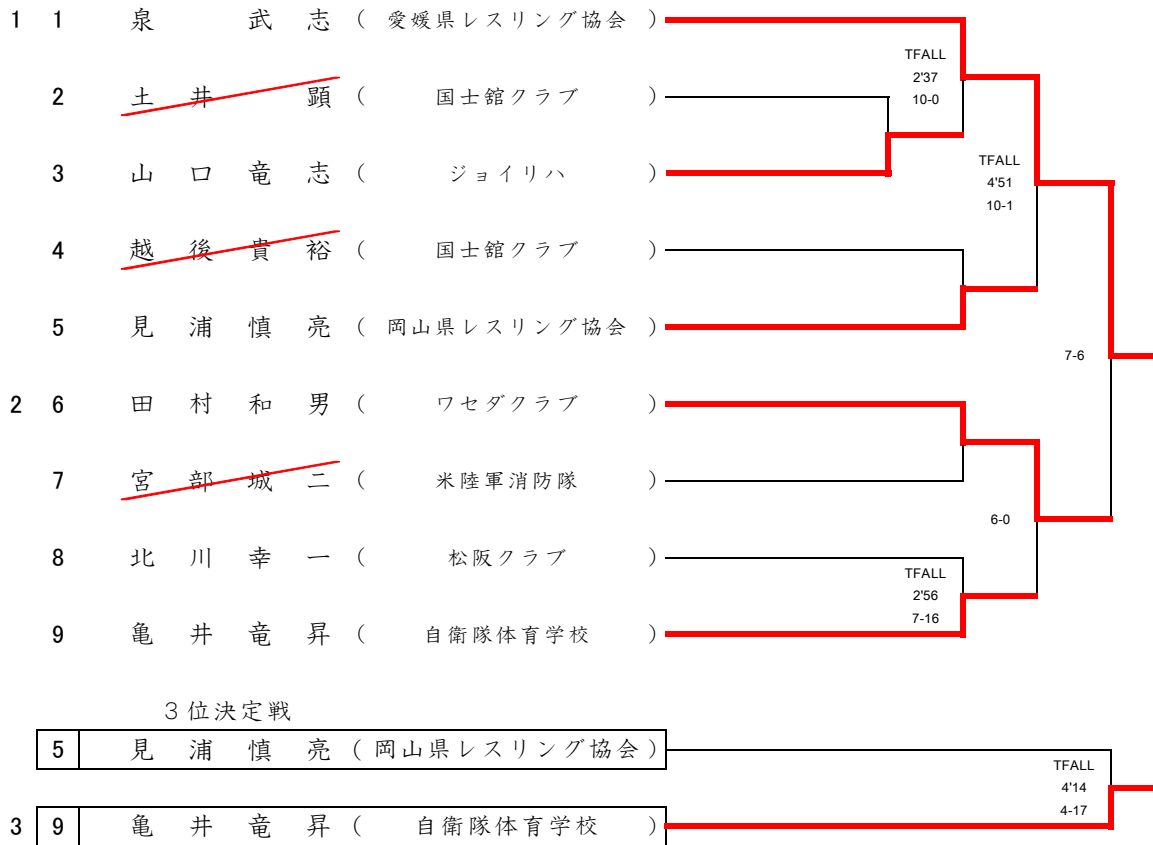 1 1 泉 武 志 ( 愛媛県レスリング協会 )
TFALL
2'37
10-0
2 土 井 顕 ( 国士舘クラブ )
3 山 口 竜 志 ( ジョイリハ )
TFALL
4'51
10-1
4 越 後 貴 裕 ( 国士舘クラブ )
5 見 浦 慎 亮 ( 岡山県レスリング協会 )
7-6
2 6 田 村 和 男 ( ワセダクラブ )
7 宮 部 城 二 ( 米陸軍消防隊 )
6-0
8 北 川 幸 一 ( 松阪クラブ )
TFALL
2'56
7-16
9 亀 井 竜 昇 ( 自衛隊体育学校 )
3位決定戦
5 見 浦 慎 亮 ( 岡山県レスリング協会 )
TFALL
4'14
4-17
3 9 亀 井 竜 昇 ( 自衛隊体育学校 )